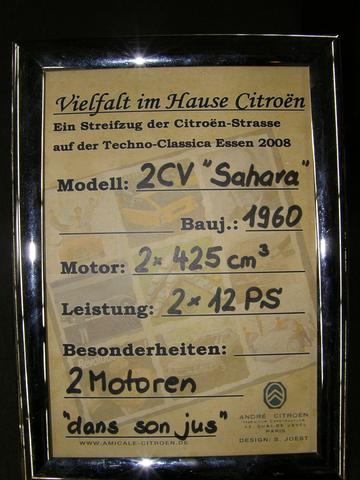 Vielfalt im Hause Citroën
Ein Streifzug der Citroën-Strasse
auf der Techno-Classica Essen 2008
Modell: 2CV "Sahara"
Bauj.: 1960
Motor: 2 x 425 cm³
Leistung: 2 x 12 PS
Besonderheiten:
2 Motoren
"dans son jus"
WWW.AMICALE-CITROEN.DE
ANDRÉ CITROËN
PARIS
DESIGN: S. JOEST